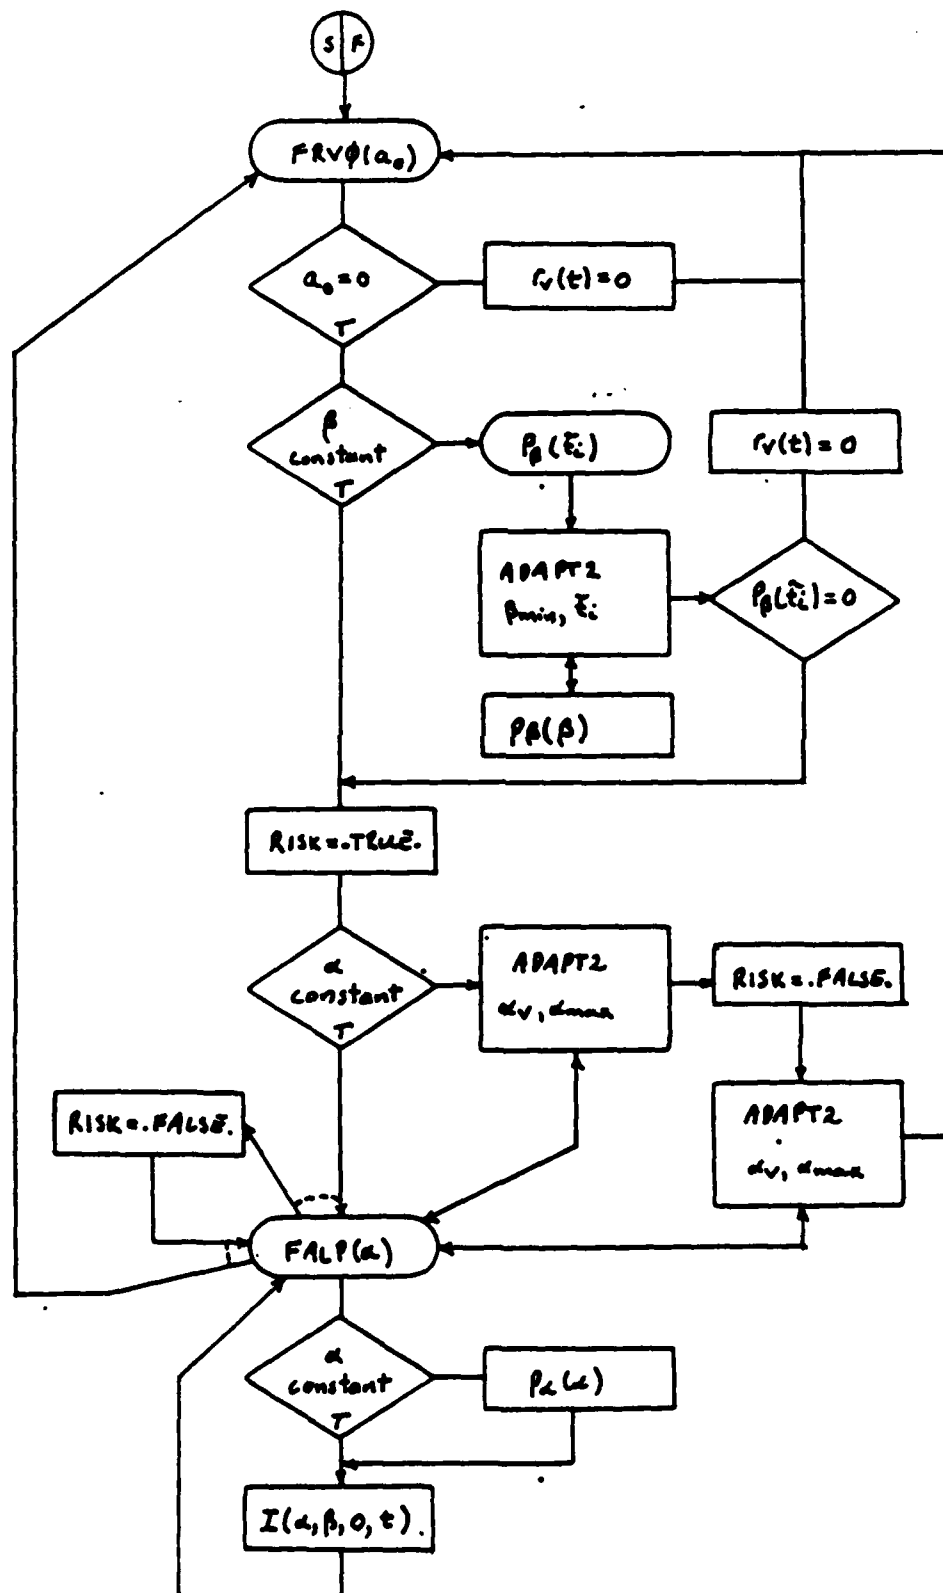 S F
FRVϕ(a₀)
a₀=0
T
r_v(t)=0
β
constant
T
P_β(t̃ᵢ)
r_v(t)=0
ADAPT2
β_min, t̃ᵢ
P_β(t̃ᵢ)=0
P_β(β)
RISK=.TRUE.
α
constant
T
ADAPT2
α_v, α_max
RISK=.FALSE.
RISK=.FALSE.
ADAPT2
α_v, α_max
FALP(α)
α
constant
T
P_α(α)
I(α,β,0,t).